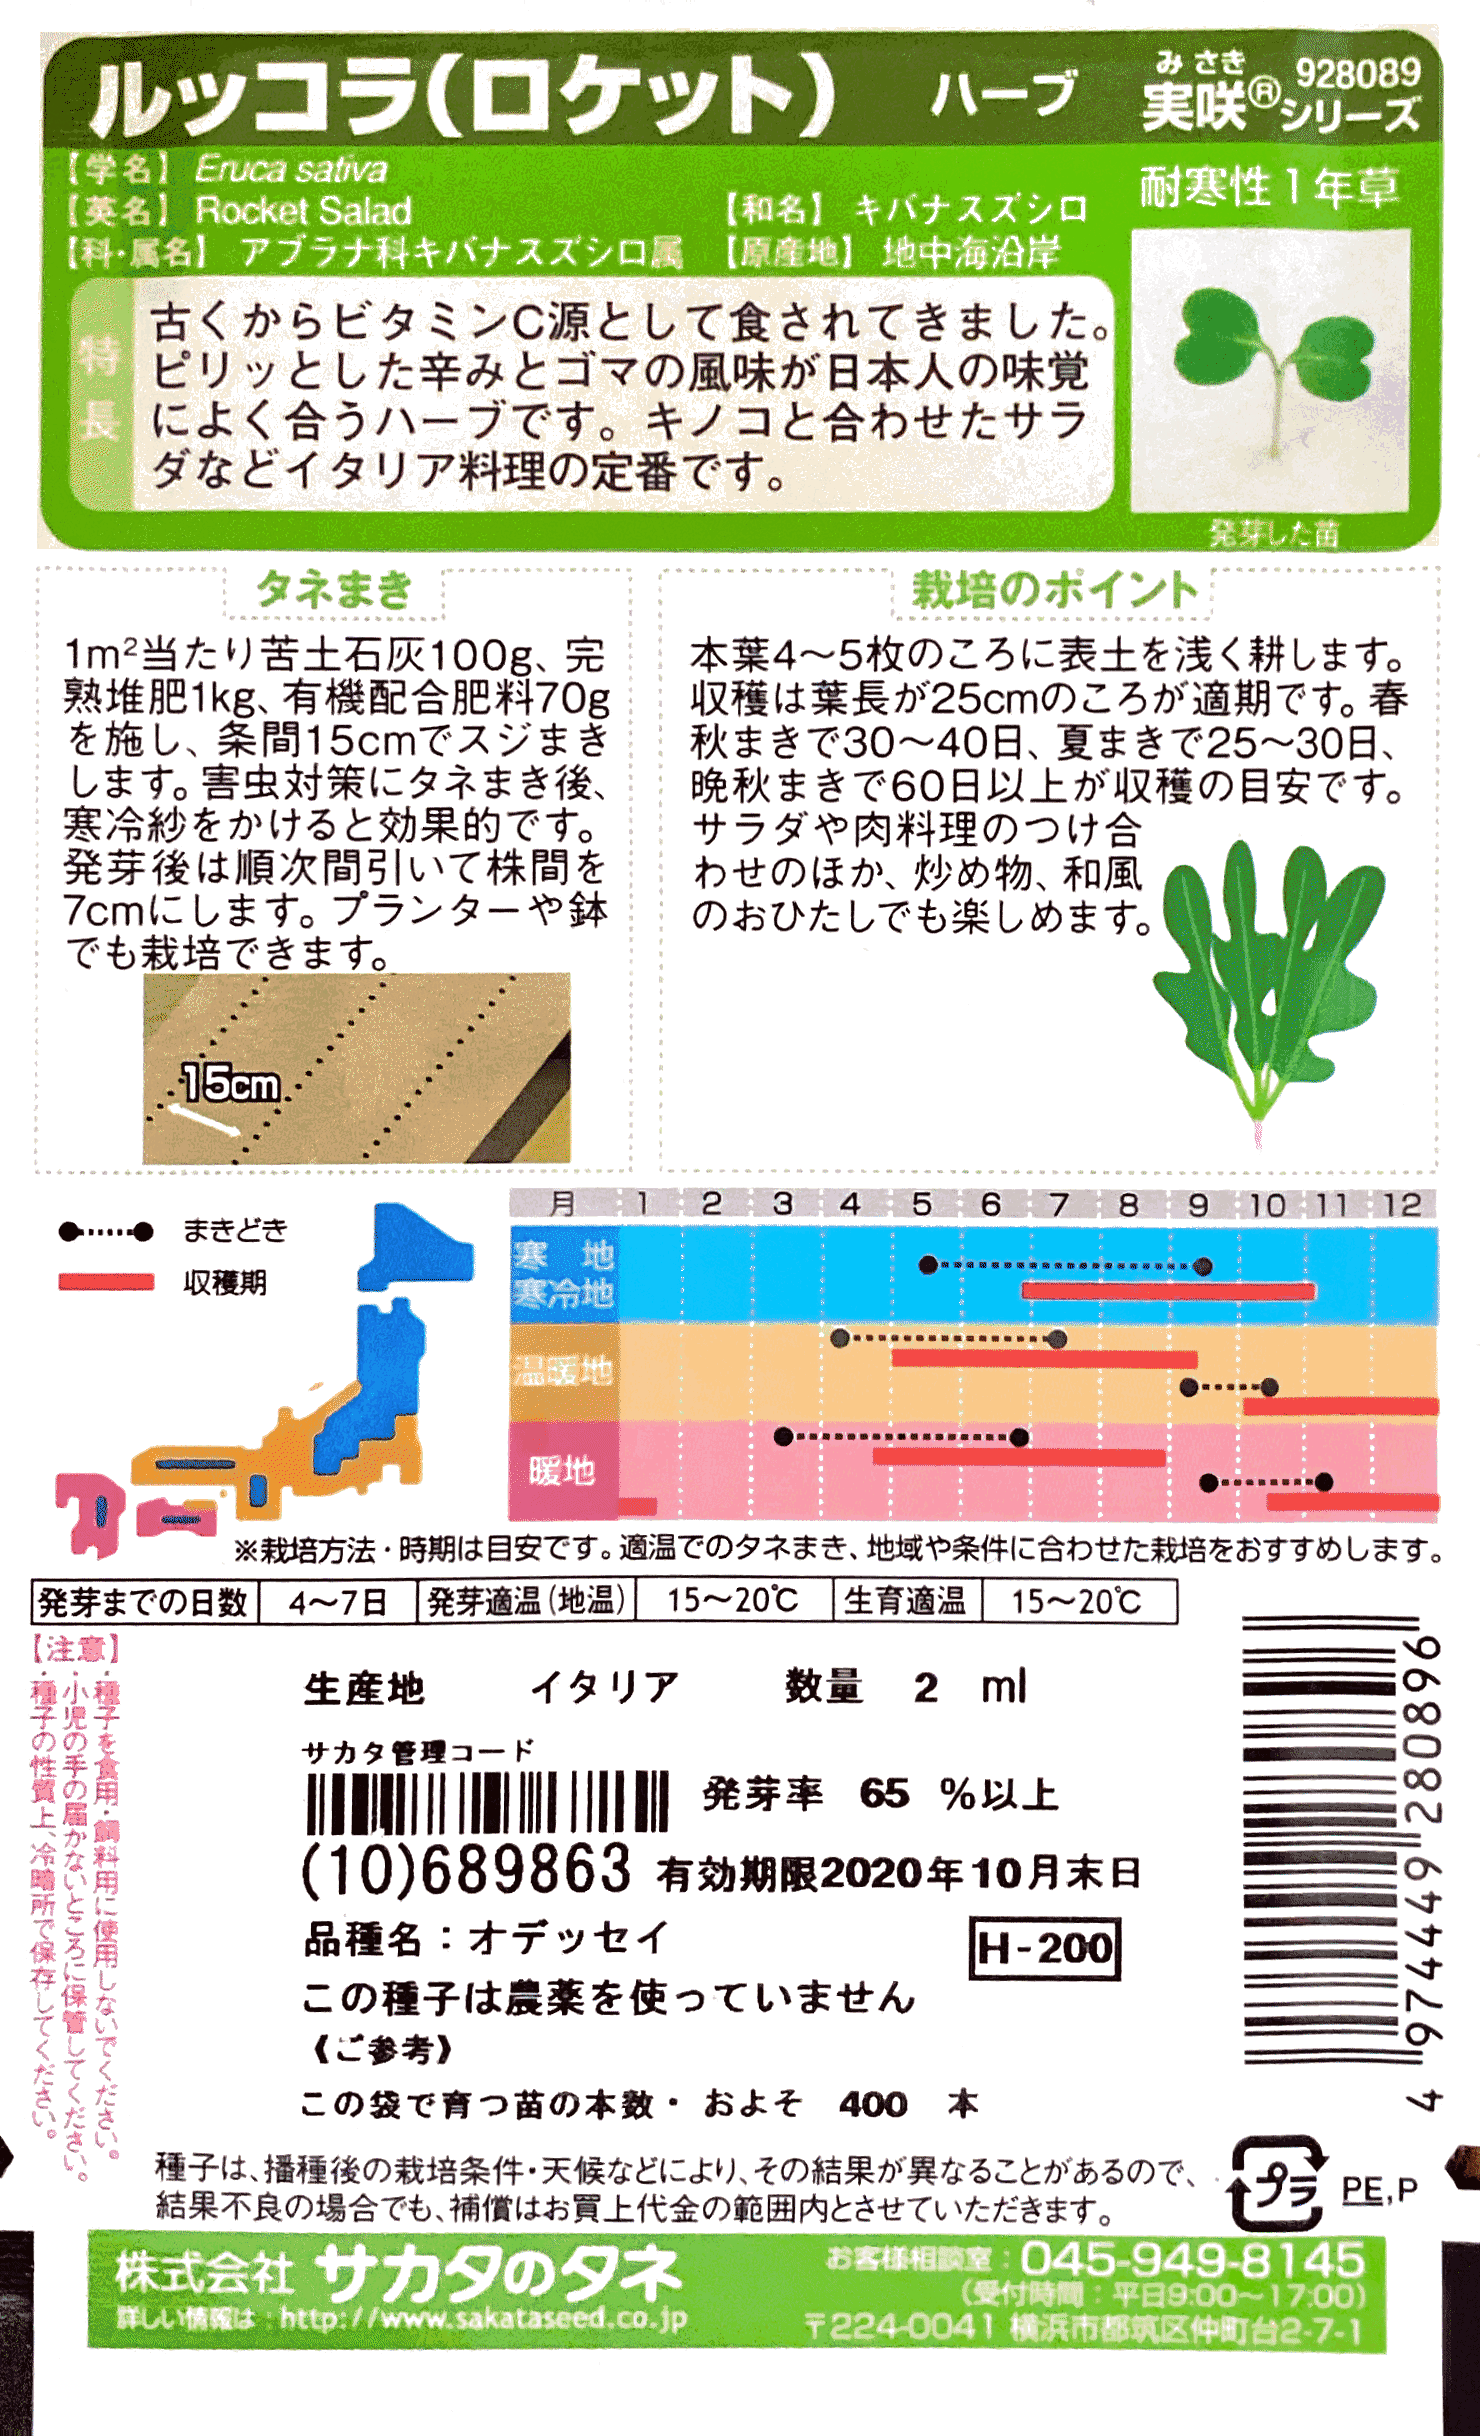 ルッコラ(ロケット) ハーブ 実咲®シリーズ 928089
みさき
【学名】 Eruca sativa
耐寒性1年草
【英名】 Rocket Salad 【和名】 キバナスズシロ
【科・属名】 アブラナ科キバナスズシロ属 【原産地】 地中海沿岸
特長
古くからビタミンC源として食されてきました。
ピリッとした辛みとゴマの風味が日本人の味覚
によく合うハーブです。キノコと合わせたサラ
ダなどイタリア料理の定番です。
発芽した苗
タネまき
1m²当たり苦土石灰100g、完
熟堆肥1kg、有機配合肥料70g
を施し、条間15cmでスジまき
します。害虫対策にタネまき後、
寒冷紗をかけると効果的です。
発芽後は順次間引いて株間を
7cmにします。プランターや鉢
でも栽培できます。
15cm
栽培のポイント
本葉4〜5枚のころに表土を浅く耕します。
収穫は葉長が25cmのころが適期です。春
秋まきで30〜40日、夏まきで25〜30日、
晩秋まきで60日以上が収穫の目安です。
サラダや肉料理のつけ合
わせのほか、炒め物、和風
のおひたしでも楽しめます。
まきどき
収穫期
月 1 2 3 4 5 6 7 8 9 10 11 12
寒 地
寒冷地
温暖地
暖地
※栽培方法・時期は目安です。適温でのタネまき、地域や条件に合わせた栽培をおすすめします。
発芽までの日数 4〜7日 発芽適温(地温) 15〜20℃ 生育適温 15〜20℃
【注意】
・種子を食用・飼料用に使用しないでください。
・小児の手の届かないところに保管してください。
・種子の性質上、冷暗所で保存してください。
生産地 イタリア 数量 2 ml
サカタ管理コード
発芽率 65 %以上
(10)689863 有効期限2020年10月末日
品種名：オデッセイ
H-200
この種子は農薬を使っていません
《ご参考》
この袋で育つ苗の本数・ およそ 400 本
4 974449 280896
種子は、播種後の栽培条件・天候などにより、その結果が異なることがあるので、
結果不良の場合でも、補償はお買上代金の範囲内とさせていただきます。
プラ PE,P
株式会社 サカタのタネ
詳しい情報は：http://www.sakataseed.co.jp
お客様相談室：045-949-8145
(受付時間：平日9:00〜17:00)
〒224-0041 横浜市都筑区仲町台2-7-1